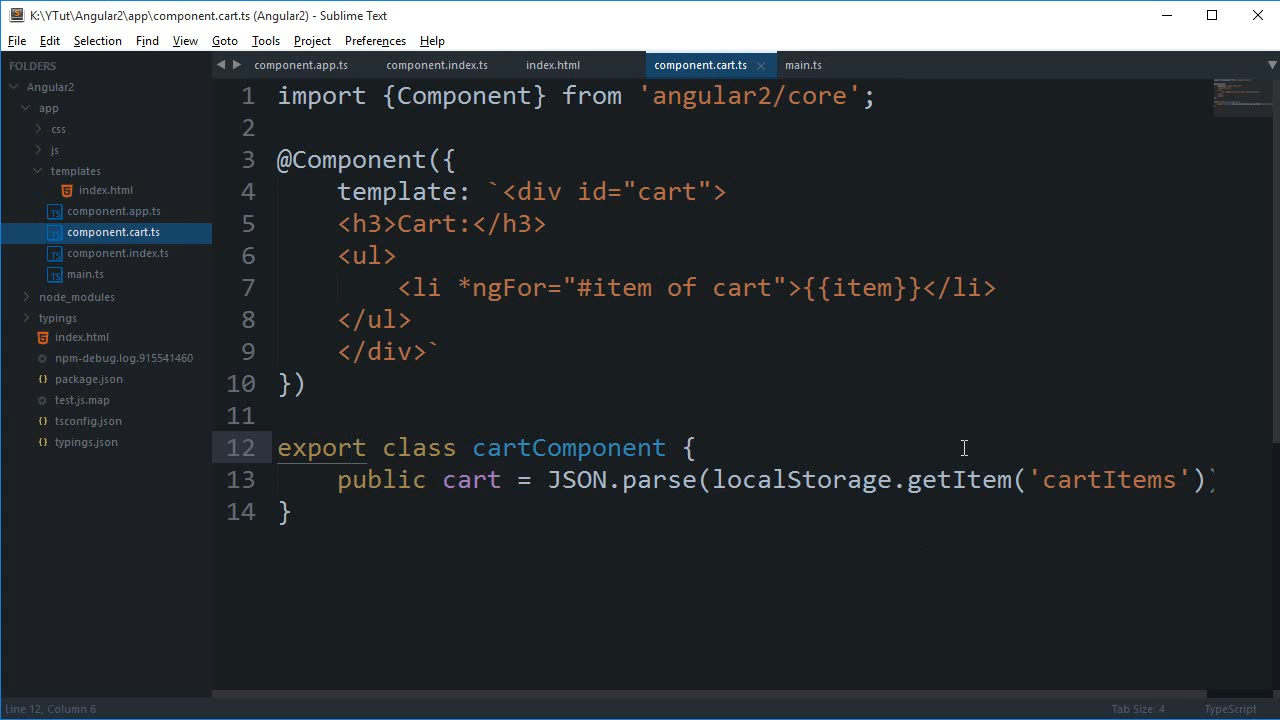 K:\YTut\Angular2\app\component.cart.ts (Angular2) - Sublime Text
File Edit Selection Find View Goto Tools Project Preferences Help
FOLDERS
Angular2
app
css
js
templates
index.html
component.app.ts
component.cart.ts
component.index.ts
main.ts
node_modules
typings
index.html
npm-debug.log.915541460
package.json
test.js.map
tsconfig.json
typings.json
component.app.ts component.index.ts index.html component.cart.ts main.ts
1 import {Component} from 'angular2/core';
2
3 @Component({
4 template: `<div id="cart">
5 <h3>Cart:</h3>
6 <ul>
7 <li *ngFor="#item of cart">{{item}}</li>
8 </ul>
9 </div>`
10 })
11
12 export class cartComponent {
13 public cart = JSON.parse(localStorage.getItem('cartItems'))
14 }
Line 12, Column 6
Tab Size: 4
TypeScript